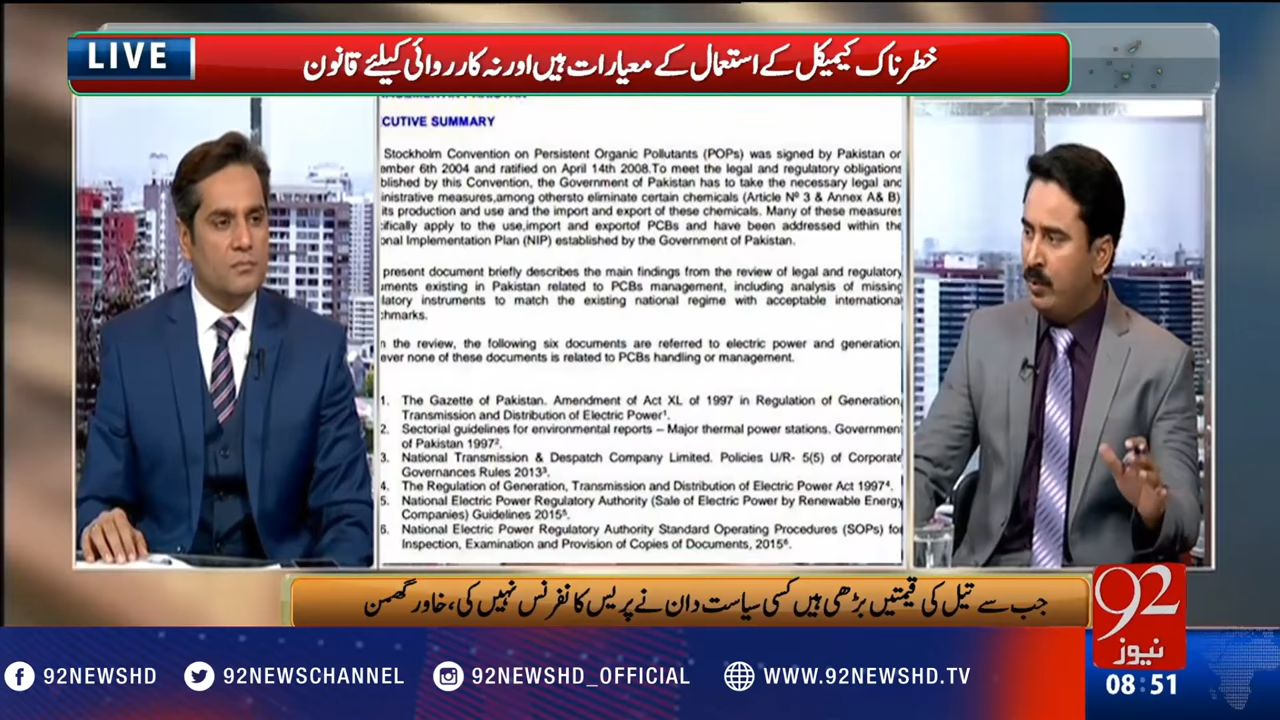 LIVE
خطرناک کیمیکل کے استعمال کے معیارات ہیں اور نہ کارروائی کیلئے قانون
CUTIVE SUMMARY
Stockholm Convention on Persistent Organic Pollutants (POPs) was signed by Pakistan on
ember 6th 2004 and ratified on April 14th 2008.To meet the legal and regulatory obligations
blished by this Convention, the Government of Pakistan has to take the necessary legal and
inistrative measures,among othersto eliminate certain chemicals (Article Nº 3 & Annex A& B)
its production and use and the import and export of these chemicals. Many of these measures
ifically apply to the use,import and exportof PCBs and have been addressed within the
onal Implementation Plan (NIP) established by the Government of Pakistan.
present document briefly describes the main findings from the review of legal and regulatory
uments existing in Pakistan related to PCBs management, including analysis of missing
latory instruments to match the existing national regime with acceptable internationa
chmarks.
n the review, the following six documents are referred to electric power and generation,
ever none of these documents is related to PCBs handling or management.
1. The Gazette of Pakistan. Amendment of Act XL of 1997 in Regulation of Generation,
Transmission and Distribution of Electric Power¹.
2. Sectorial guidelines for environmental reports – Major thermal power stations. Government
of Pakistan 1997².
3. National Transmission & Despatch Company Limited. Policies U/R- 5(5) of Corporate
Governances Rules 2013³.
4. The Regulation of Generation, Transmission and Distribution of Electric Power Act 1997⁴.
5. National Electric Power Regulatory Authority (Sale of Electric Power by Renewable Energy
Companies) Guidelines 2015⁵.
6. National Electric Power Regulatory Authority Standard Operating Procedures (SOPs) for
Inspection, Examination and Provision of Copies of Documents, 2015⁶.
جب سے تیل کی قیمتیں بڑھی ہیں کسی سیاست دان نے پریس کانفرنس نہیں کی، خاور گھمن
92
نیوز
92NEWSHD
92NEWSCHANNEL
92NEWSHD_OFFICIAL
WWW.92NEWSHD.TV
08:51